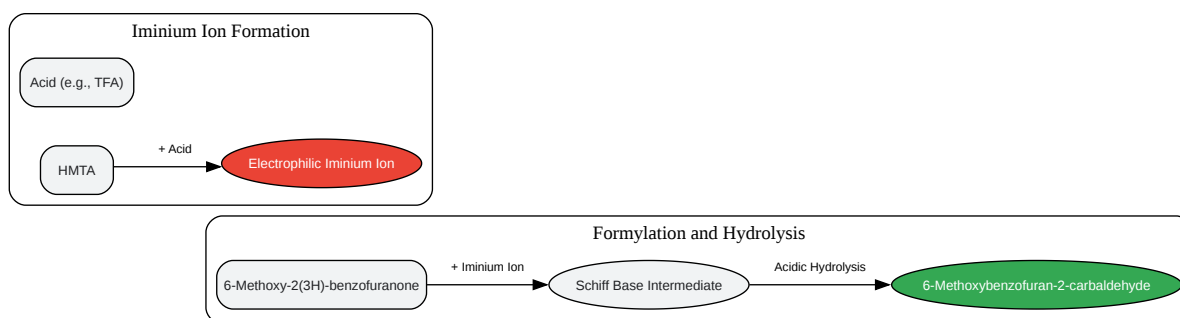 Iminium Ion Formation
Acid (e.g., TFA)
HMTA
+ Acid
Electrophilic Iminium Ion
Formylation and Hydrolysis
6-Methoxy-2(3H)-benzofuranone
+ Iminium Ion
Schiff Base Intermediate
Acidic Hydrolysis
6-Methoxybenzofuran-2-carbaldehyde